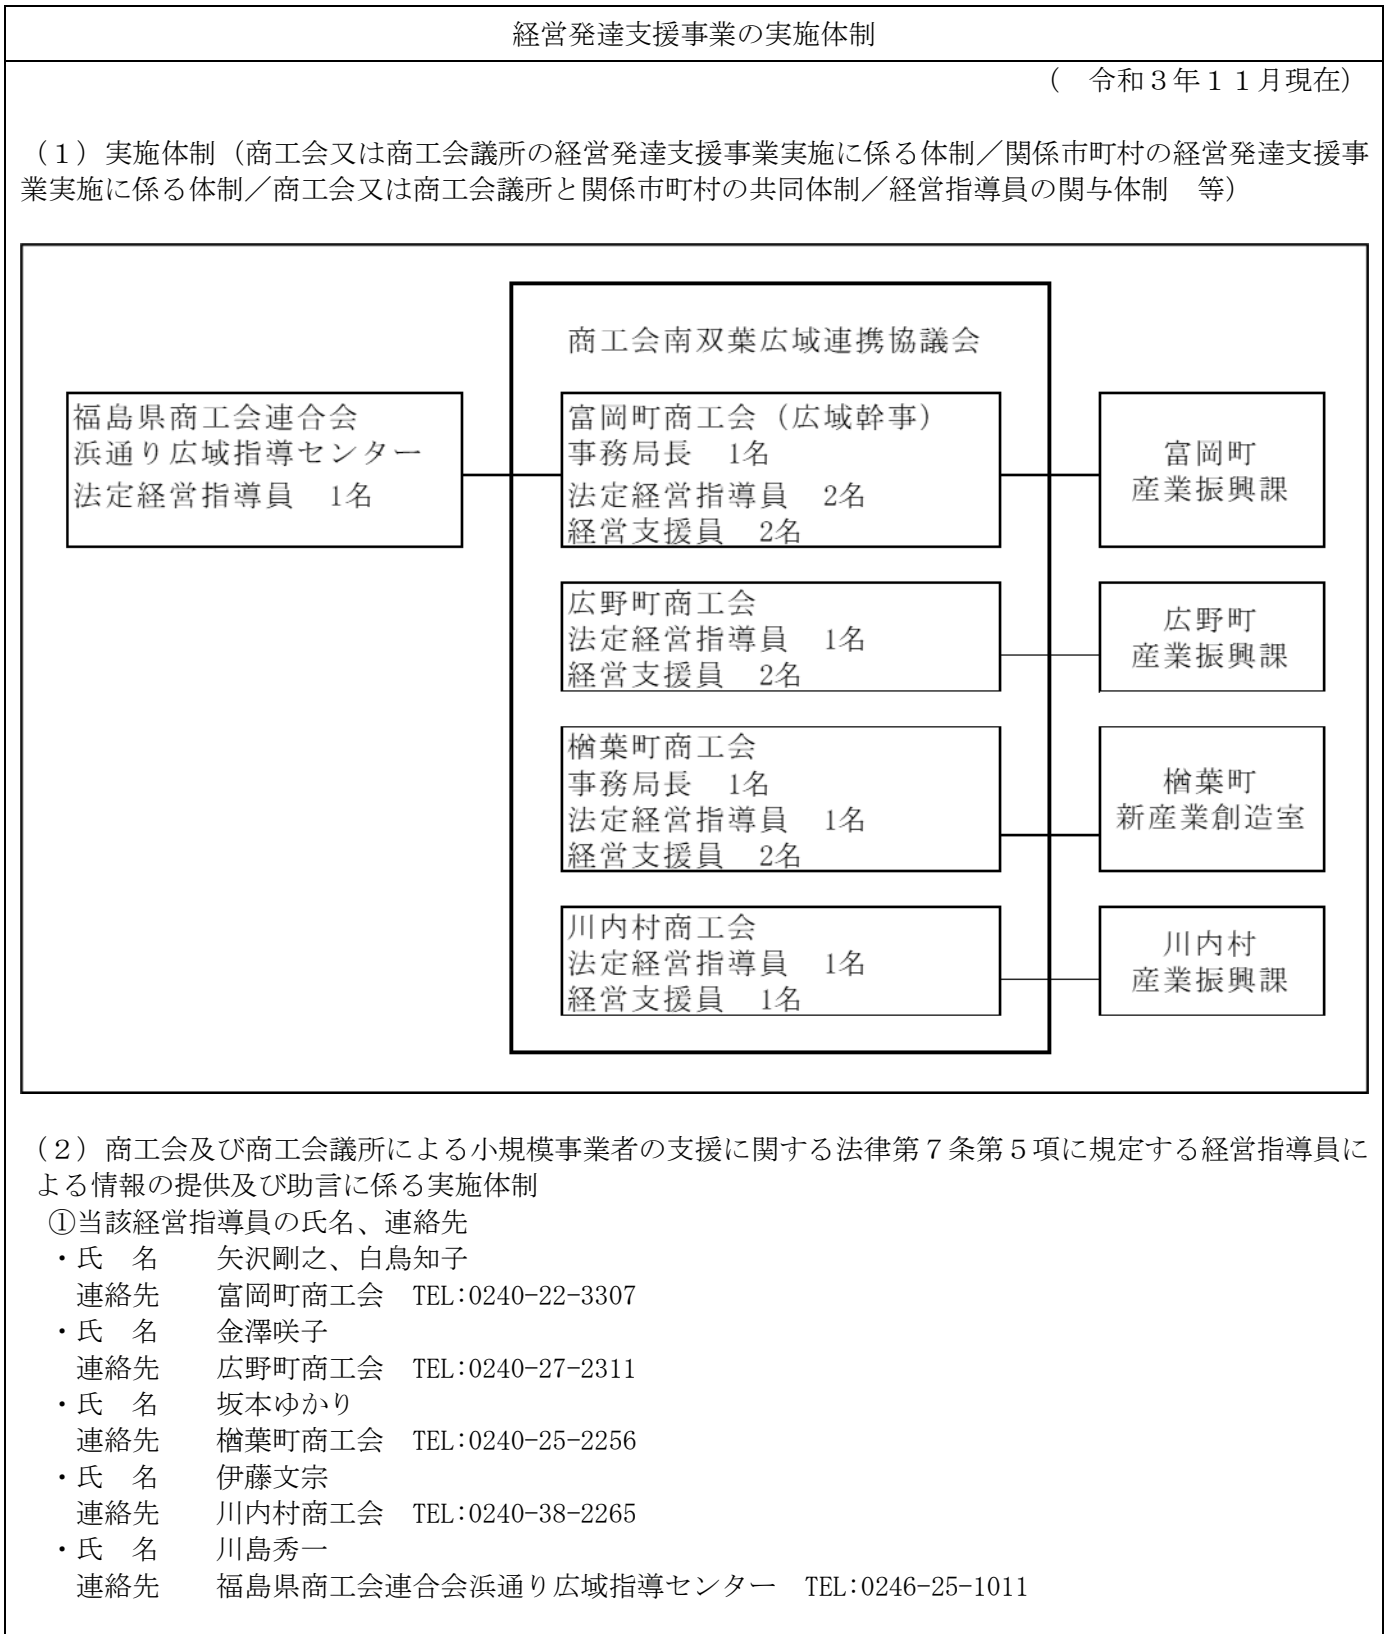 経営発達支援事業の実施体制
(　令和３年１１月現在)
（１）実施体制（商工会又は商工会議所の経営発達支援事業実施に係る体制／関係市町村の経営発達支援事
業実施に係る体制／商工会又は商工会議所と関係市町村の共同体制／経営指導員の関与体制　等）
商工会南双葉広域連携協議会
福島県商工会連合会
浜通り広域指導センター
法定経営指導員　1名
富岡町商工会（広域幹事）
事務局長　1名
法定経営指導員　2名
経営支援員　2名
富岡町
産業振興課
広野町商工会
法定経営指導員　1名
経営支援員　2名
広野町
産業振興課
楢葉町商工会
事務局長　1名
法定経営指導員　1名
経営支援員　2名
楢葉町
新産業創造室
川内村商工会
法定経営指導員　1名
経営支援員　1名
川内村
産業振興課
（２）商工会及び商工会議所による小規模事業者の支援に関する法律第７条第５項に規定する経営指導員に
よる情報の提供及び助言に係る実施体制
①当該経営指導員の氏名、連絡先
・氏　名　　矢沢剛之、白鳥知子
連絡先　　富岡町商工会　TEL:0240-22-3307
・氏　名　　金澤咲子
連絡先　　広野町商工会　TEL:0240-27-2311
・氏　名　　坂本ゆかり
連絡先　　楢葉町商工会　TEL:0240-25-2256
・氏　名　　伊藤文宗
連絡先　　川内村商工会　TEL:0240-38-2265
・氏　名　　川島秀一
連絡先　　福島県商工会連合会浜通り広域指導センター　TEL:0246-25-1011